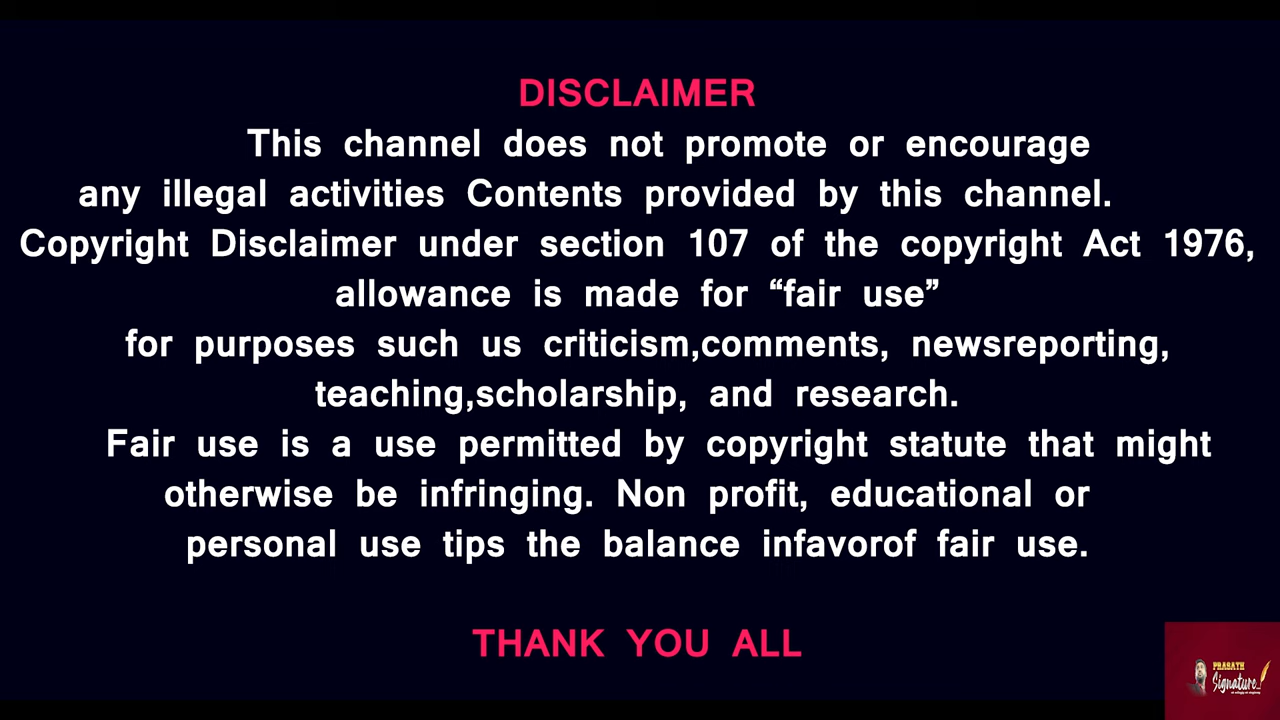 DISCLAIMER
This channel does not promote or encourage
any illegal activities Contents provided by this channel.
Copyright Disclaimer under section 107 of the copyright Act 1976,
allowance is made for “fair use”
for purposes such us criticism,comments, newsreporting,
teaching,scholarship, and research.
Fair use is a use permitted by copyright statute that might
otherwise be infringing. Non profit, educational or
personal use tips the balance infavorof fair use.
THANK YOU ALL
PRASATH
Signature